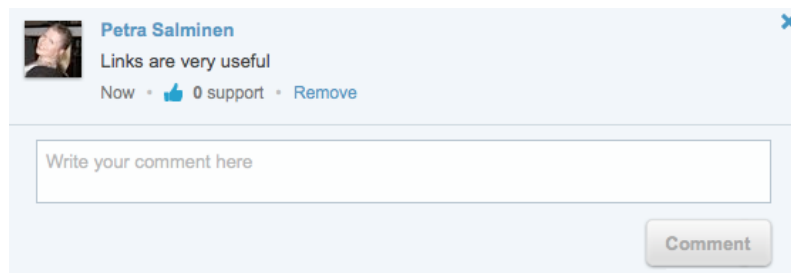 Petra Salminen
Links are very useful
Now • 0 support • Remove
Write your comment here
Comment